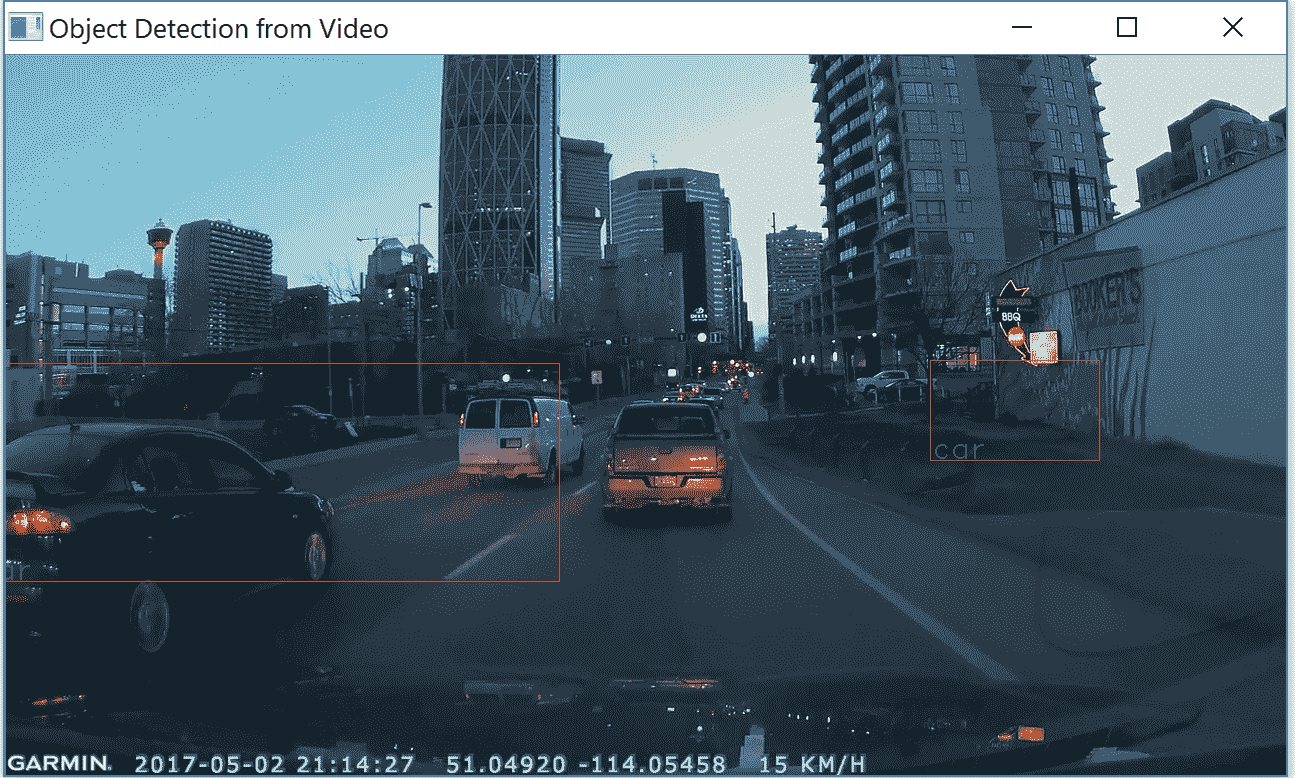 Object Detection from Video
BBQ
BOOKER'S
car
GARMIN. 2017-05-02 21:14:27 51.04920 -114.05458 15 KM/H